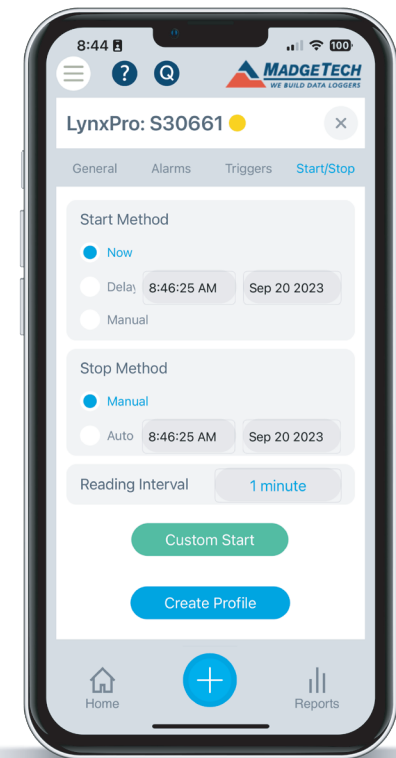 8:44
100
?
Q
MADGETECH
WE BUILD DATA LOGGERS
LynxPro: S30661
General Alarms Triggers Start/Stop
Start Method
Now
Delay 8:46:25 AM Sep 20 2023
Manual
Stop Method
Manual
Auto 8:46:25 AM Sep 20 2023
Reading Interval 1 minute
Custom Start
Create Profile
Home
Reports